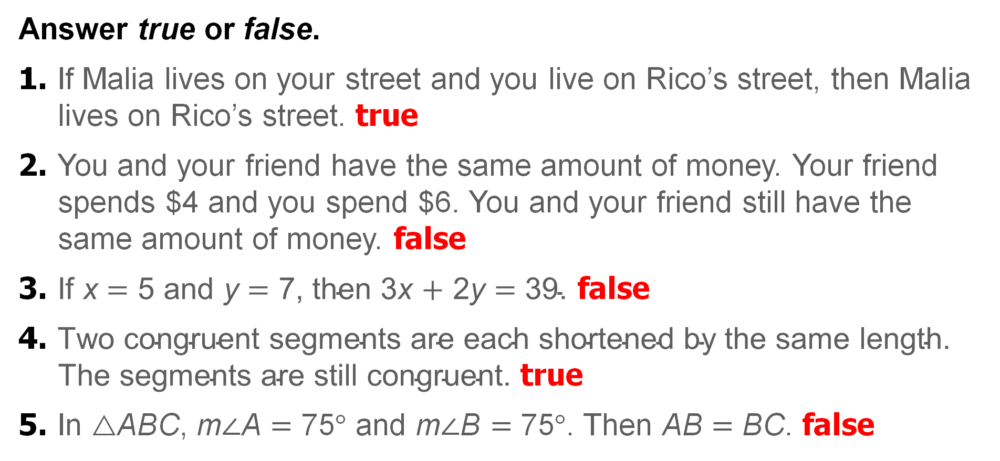 Answer true or false.
1. If Malia lives on your street and you live on Rico’s street, then Malia
lives on Rico’s street. true
2. You and your friend have the same amount of money. Your friend
spends $4 and you spend $6. You and your friend still have the
same amount of money. false
3. If x = 5 and y = 7, then 3x + 2y = 39. false
4. Two congruent segments are each shortened by the same length.
The segments are still congruent. true
5. In △ABC, m∠A = 75° and m∠B = 75°. Then AB = BC. false